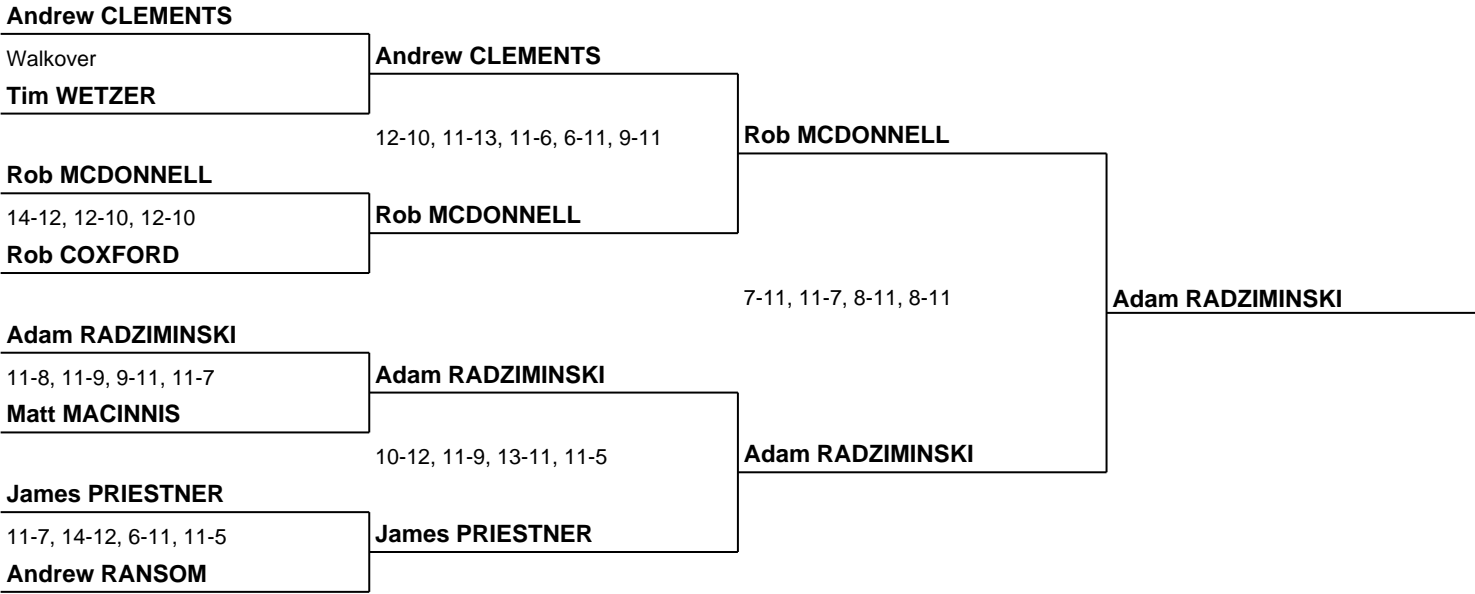 Andrew CLEMENTS
Walkover
Andrew CLEMENTS
Tim WETZER
12-10, 11-13, 11-6, 6-11, 9-11
Rob MCDONNELL
Rob MCDONNELL
14-12, 12-10, 12-10
Rob MCDONNELL
Rob COXFORD
7-11, 11-7, 8-11, 8-11
Adam RADZIMINSKI
Adam RADZIMINSKI
11-8, 11-9, 9-11, 11-7
Adam RADZIMINSKI
Matt MACINNIS
10-12, 11-9, 13-11, 11-5
Adam RADZIMINSKI
James PRIESTNER
11-7, 14-12, 6-11, 11-5
James PRIESTNER
Andrew RANSOM